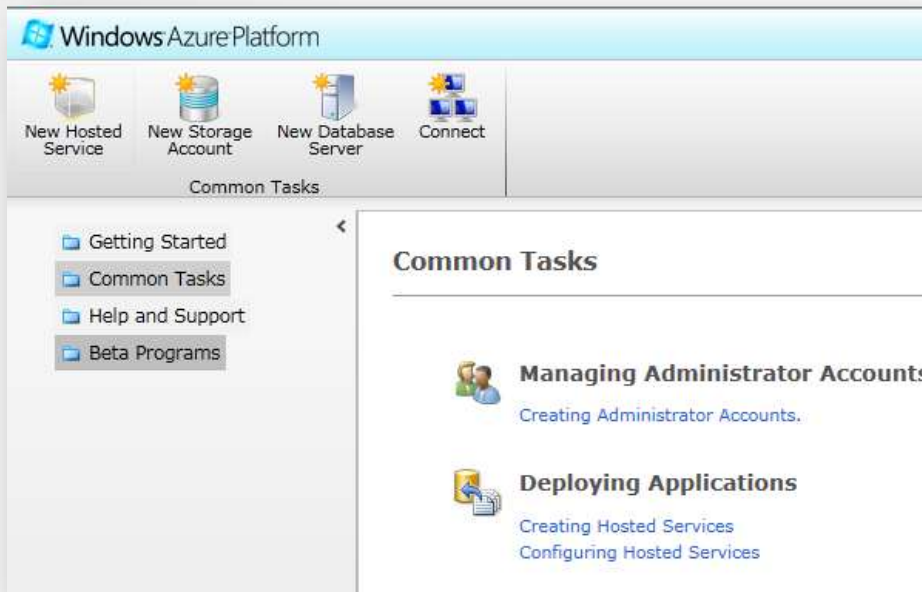 Windows Azure Platform
New Hosted
Service
New Storage
Account
New Database
Server
Connect
Common Tasks
Getting Started
Common Tasks
Help and Support
Beta Programs
Common Tasks
Managing Administrator Accounts
Creating Administrator Accounts.
Deploying Applications
Creating Hosted Services
Configuring Hosted Services